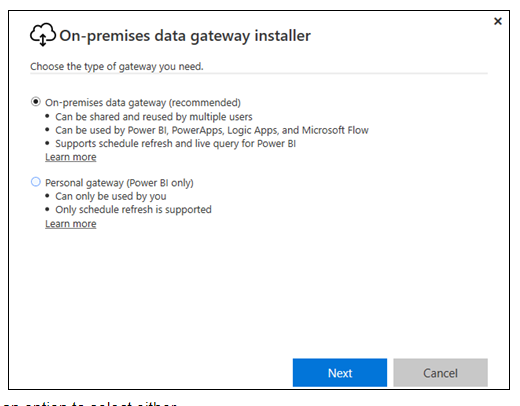 On-premises data gateway installer
Choose the type of gateway you need.
On-premises data gateway (recommended)
• Can be shared and reused by multiple users
• Can be used by Power BI, PowerApps, Logic Apps, and Microsoft Flow
• Supports schedule refresh and live query for Power BI
Learn more
Personal gateway (Power BI only)
• Can only be used by you
• Only schedule refresh is supported
Learn more
Next Cancel
an option to select either